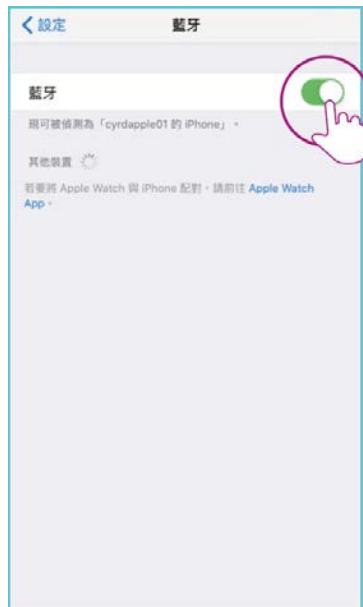 設定
藍牙
藍牙
現可被偵測為「cyrdapple01 的 iPhone」。
其他裝置
若要將 Apple Watch 與 iPhone 配對，請前往 Apple Watch
App。